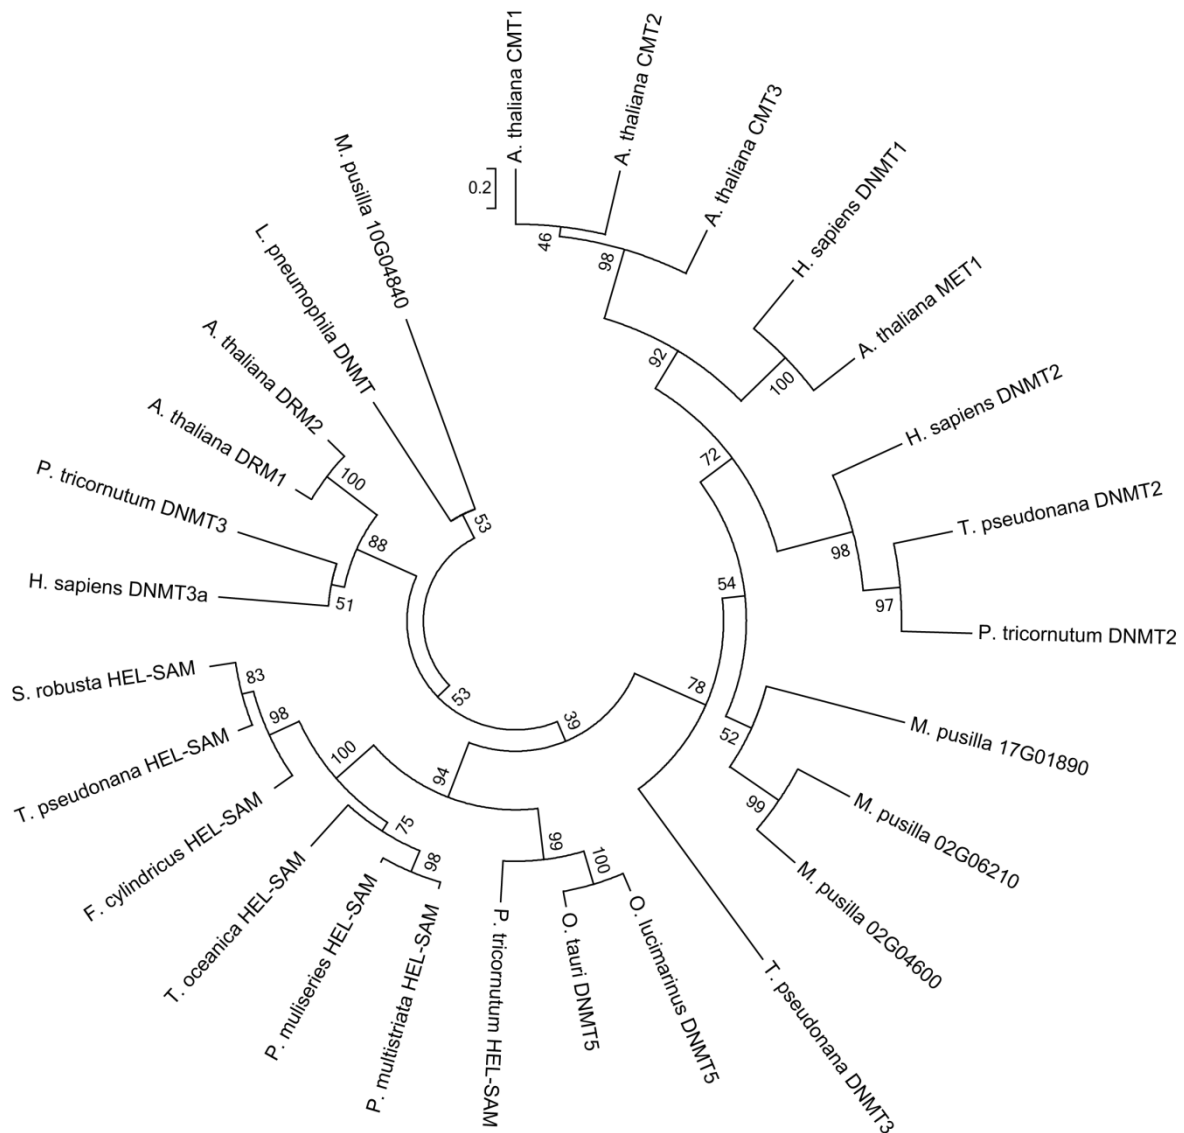 A. thaliana CMT1
A. thaliana CMT2
A. thaliana CMT3
H. sapiens DNMT1
A. thaliana MET1
H. sapiens DNMT2
T. pseudonana DNMT2
P. tricornutum DNMT2
M. pusilla 17G01890
M. pusilla 02G06210
M. pusilla 02G04600
T. pseudonana DNMT3
O. lucimarinus DNMT5
O. tauri DNMT5
P. tricornutum HEL-SAM
P. multistriata HEL-SAM
P. muliseries HEL-SAM
T. oceanica HEL-SAM
F. cylindricus HEL-SAM
T. pseudonana HEL-SAM
S. robusta HEL-SAM
H. sapiens DNMT3a
P. tricornutum DNMT3
A. thaliana DRM1
A. thaliana DRM2
L. pneumophila DNMT
M. pusilla 10G04840
0.2
46
98
92
100
72
98
97
54
78
52
99
39
53
53
88
100
51
83
98
100
75
98
94
99
100